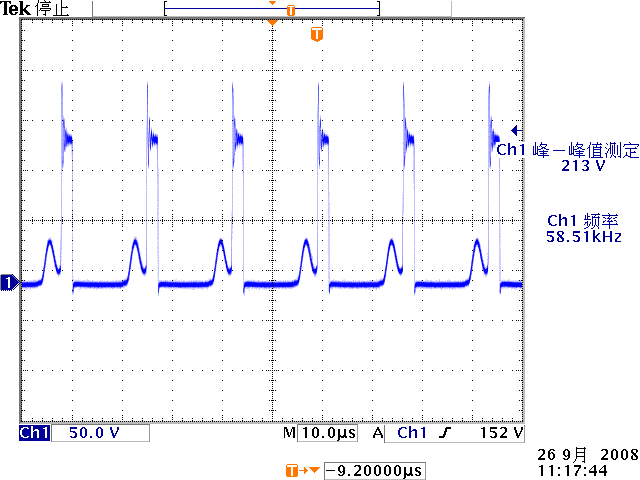 Tek 停止
T
T
Ch1 峰－峰值测定
213 V
Ch1 频率
58.51kHz
1
Ch1 50.0 V M 10.0µs A Ch1 152 V
T -9.20000µs
26 9月 2008
11:17:44